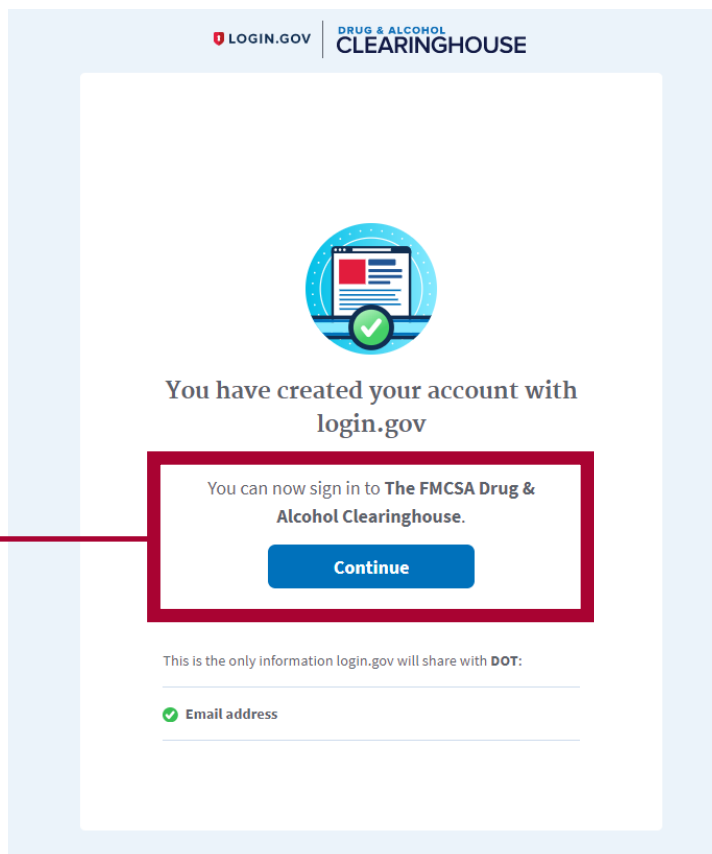 LOGIN.GOV
DRUG & ALCOHOL
CLEARINGHOUSE
You have created your account with
login.gov
You can now sign in to The FMCSA Drug &
Alcohol Clearinghouse.
Continue
This is the only information login.gov will share with DOT:
Email address